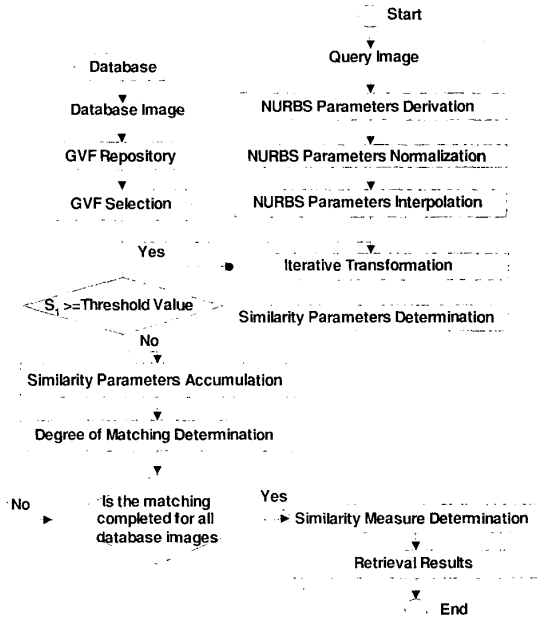 Start
Query Image
Database
Database Image
NURBS Parameters Derivation
GVF Repository
NURBS Parameters Normalization
GVF Selection
NURBS Parameters Interpolation
Yes
Iterative Transformation
S1 >=Threshold Value
Similarity Parameters Determination
No
Similarity Parameters Accumulation
Degree of Matching Determination
No
Is the matching
completed for all
database images
Yes
Similarity Measure Determination
Retrieval Results
End